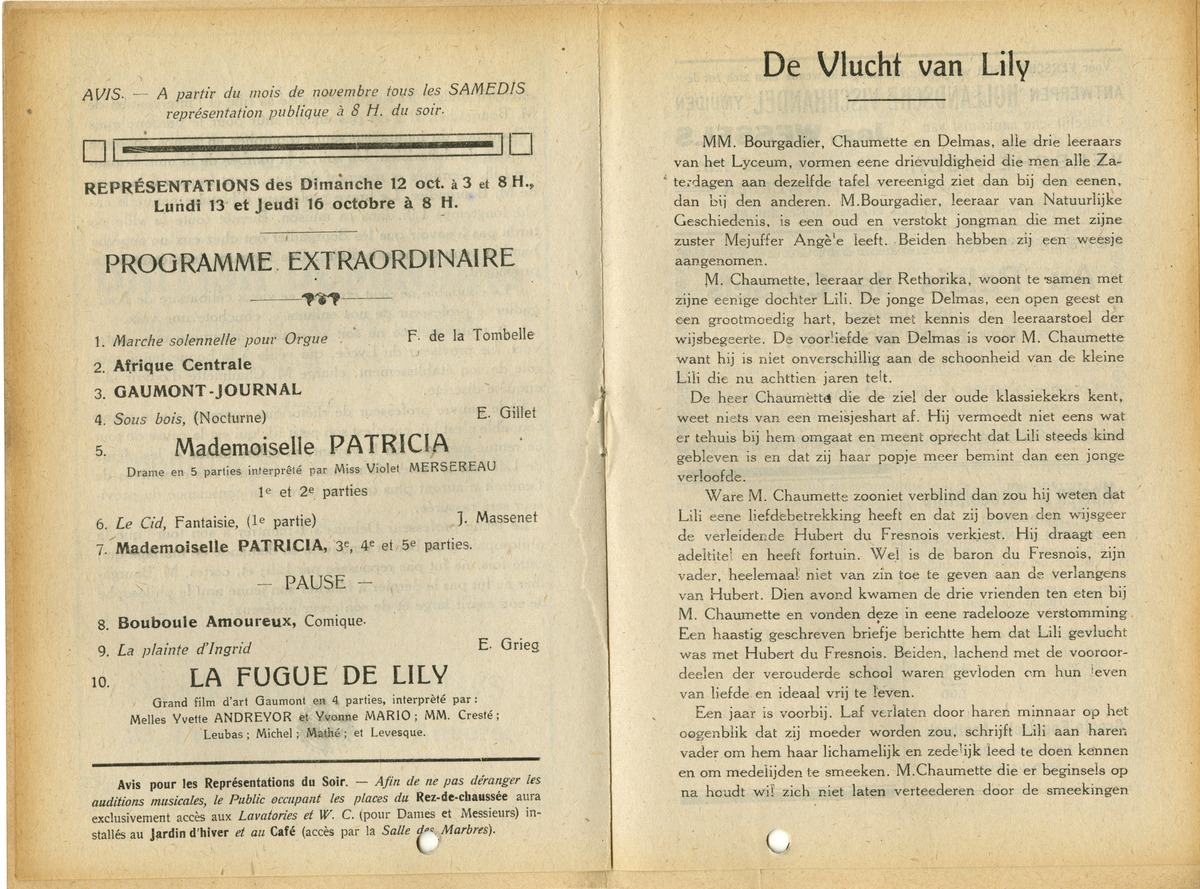 AVIS. — A partir du mois de novembre tous les SAMEDIS
représentation publique à 8 H. du soir.
REPRÉSENTATIONS des Dimanche 12 oct. à 3 et 8 H.,
Lundi 13 et Jeudi 16 octobre à 8 H.
PROGRAMME EXTRAORDINAIRE
1. Marche solennelle pour Orgue F. de la Tombelle
2. Afrique Centrale
3. GAUMONT-JOURNAL
4. Sous bois, (Nocturne) E. Gillet
5. Mademoiselle PATRICIA
Drame en 5 parties interprêté par Miss Violet MERSEREAU
1e et 2e parties
6. Le Cid, Fantaisie, (1e partie) J. Massenet
7. Mademoiselle PATRICIA, 3e, 4e et 5e parties.
— PAUSE —
8. Bouboule Amoureux, Comique.
9. La plainte d'Ingrid E. Grieg
10. LA FUGUE DE LILY
Grand film d'art Gaumont en 4 parties, interprèté par :
Melles Yvette ANDREYOR et Yvonne MARIO ; MM. Cresté ;
Leubas ; Michel ; Mathé ; et Levesque.
Avis pour les Représentations du Soir. — Afin de ne pas déranger les
auditions musicales, le Public occupant les places du Rez-de-chaussée aura
exclusivement accès aux Lavatories et W. C. (pour Dames et Messieurs) in-
stallés au Jardin d'hiver et au Café (accès par la Salle des Marbres).
De Vlucht van Lily
MM. Bourgadier, Chaumette en Delmas, alle drie leeraars
van het Lyceum, vormen eene drievuldigheid die men alle Za-
terdagen aan dezelfde tafel vereenigd ziet dan bij den eenen,
dan bij den anderen. M.Bourgadier, leeraar van Natuurlijke
Geschiedenis, is een oud en verstokt jongman die met zijne
zuster Mejuffer Angè'e leeft. Beiden hebben zij een weesje
aangenomen.
M. Chaumette, leeraar der Rethorika, woont te samen met
zijne eenige dochter Lili. De jonge Delmas, een open geest en
een grootmoedig hart, bezet met kennis den leeraarstoel der
wijsbegeerte. De voorliefde van Delmas is voor M. Chaumette
want hij is niet onverschillig aan de schoonheid van de kleine
Lili die nu achttien jaren telt.
De heer Chaumette die de ziel der oude klassiekekrs kent,
weet niets van een meisjeshart af. Hij vermoedt niet eens wat
er tehuis bij hem omgaat en meent oprecht dat Lili steeds kind
gebleven is en dat zij haar popje meer bemint dan een jonge
verloofde.
Ware M. Chaumette zooniet verblind dan zou hij weten dat
Lili eene liefdebetrekking heeft en dat zij boven den wijsgeer
de verleidende Hubert du Fresnois verkiest. Hij draagt een
adeltitel en heeft fortuin. Wel is de baron du Fresnois, zijn
vader, heelemaal niet van zin toe te geven aan de verlangens
van Hubert. Dien avond kwamen de drie vrienden ten eten bij
M. Chaumette en vonden deze in eene radelooze verstomming.
Een haastig geschreven briefje berichtte hem dat Lili gevlucht
was met Hubert du Fresnois. Beiden, lachend met de vooroor-
deelen der verouderde school waren gevloden om hun leven
van liefde en ideaal vrij te leven.
Een jaar is voorbij. Laf verlaten door haren minnaar op het
oogenblik dat zij moeder worden zou, schrijft Lili aan haren
vader om hem haar lichamelijk en zedelijk leed te doen kennen
en om medelijden te smeeken. M.Chaumette die er beginsels op
na houdt wil zich niet laten verteederen door de smeekingen